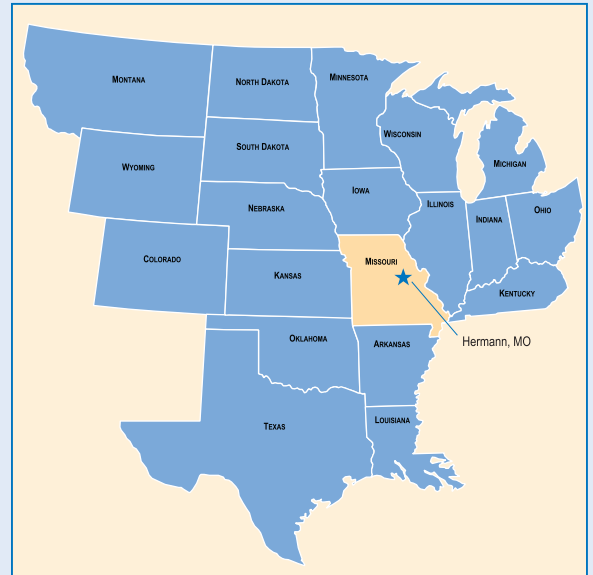 MONTANA
NORTH DAKOTA
MINNESOTA
WISCONSIN
SOUTH DAKOTA
MICHIGAN
WYOMING
IOWA
NEBRASKA
ILLINOIS
INDIANA
OHIO
COLORADO
MISSOURI
KANSAS
KENTUCKY
OKLAHOMA
ARKANSAS
Hermann, MO
LOUISIANA
TEXAS